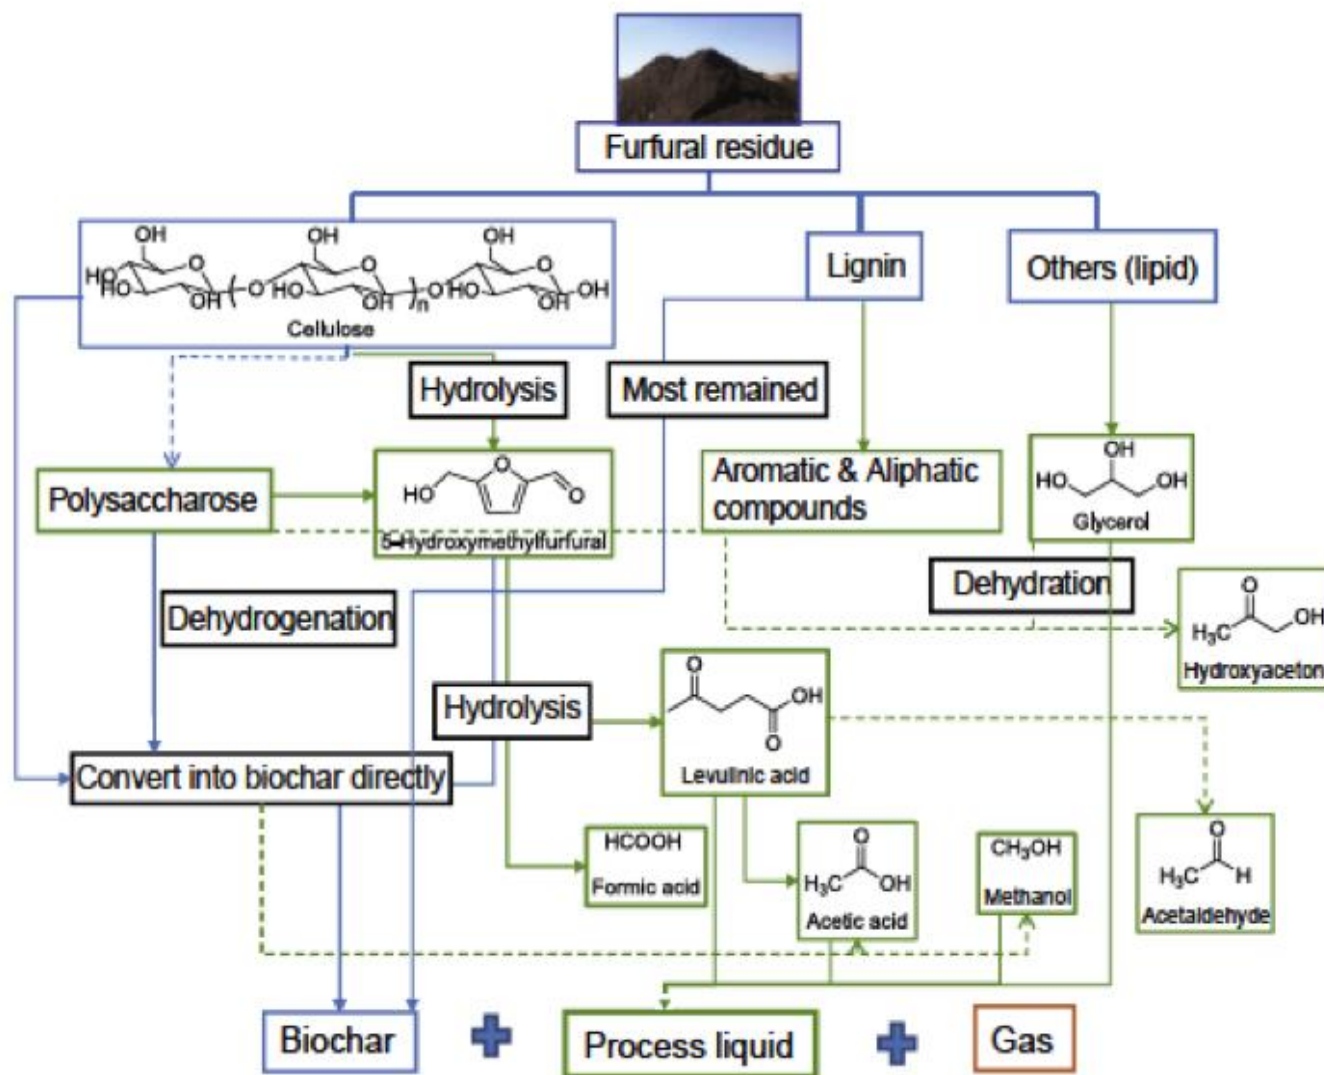 Furfural residue
OH
OH
OH
O
O
O
HO
HO
OH
O
HO
OH
n
O
HO
OH
OH
Cellulose
Lignin
Others (lipid)
Hydrolysis
Most remained
Polysaccharose
HO
O
O
5-Hydroxymethylfurfural
Aromatic & Aliphatic
compounds
OH
HO
OH
Glycerol
Dehydrogenation
Dehydration
O
OH
H₃C
Hydroxyaceton
Hydrolysis
O
OH
O
Levulinic acid
Convert into biochar directly
HCOOH
Formic acid
O
H₃C
OH
Acetic acid
CH₃OH
Methanol
O
H₃C
H
Acetaldehyde
Biochar
Process liquid
Gas